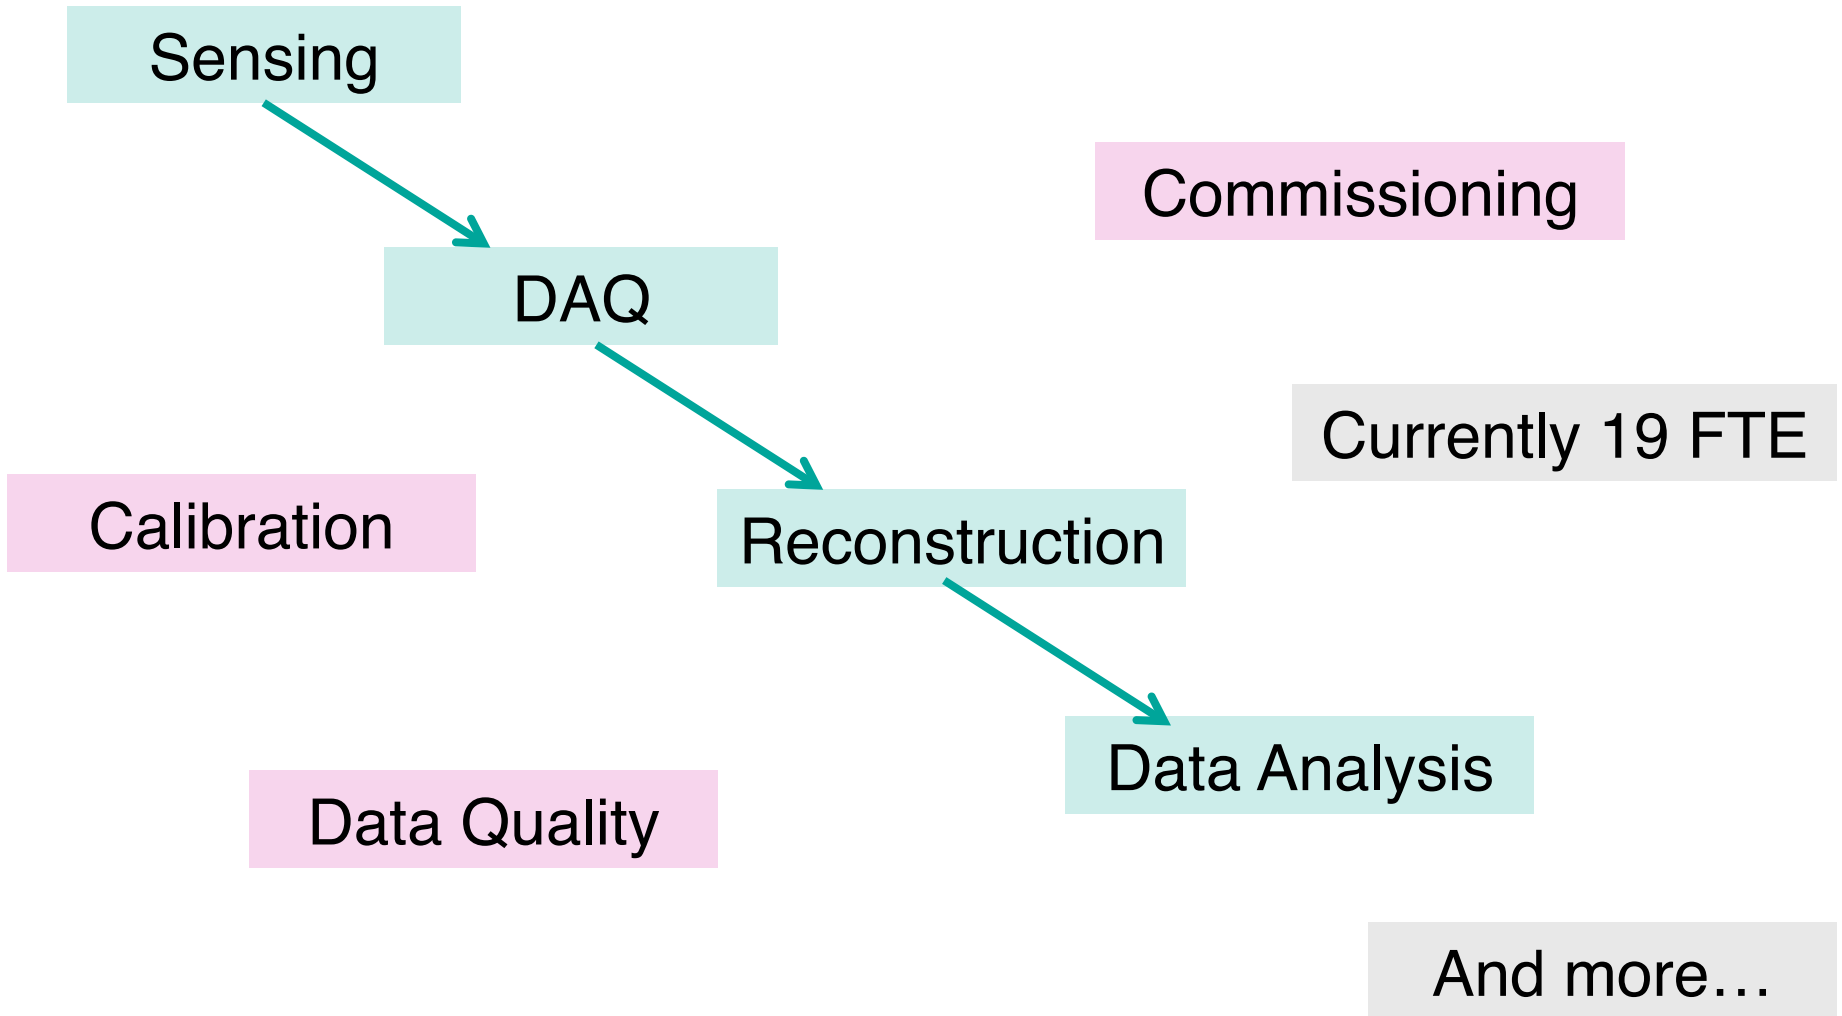 Sensing
Commissioning
DAQ
Currently 19 FTE
Calibration
Reconstruction
Data Analysis
Data Quality
And more…